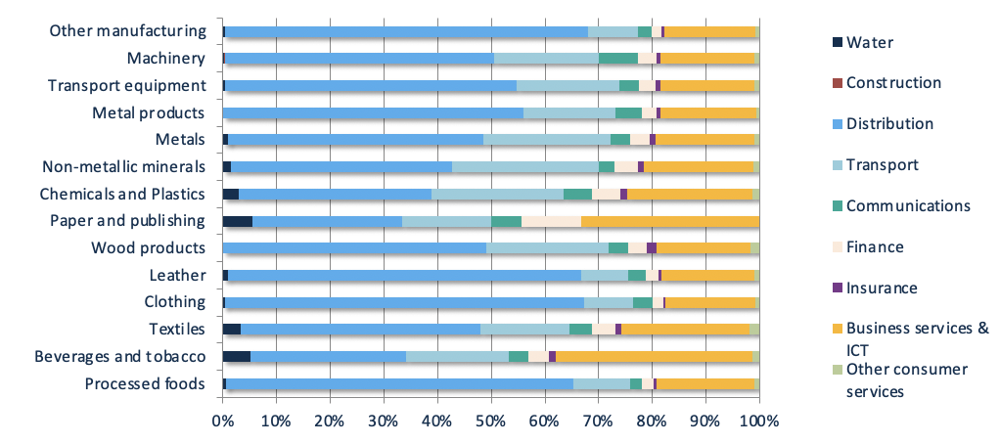 Other manufacturing
Machinery
Transport equipment
Metal products
Metals
Non-metallic minerals
Chemicals and Plastics
Paper and publishing
Wood products
Leather
Clothing
Textiles
Beverages and tobacco
Processed foods
0% 10% 20% 30% 40% 50% 60% 70% 80% 90% 100%
Water
Construction
Distribution
Transport
Communications
Finance
Insurance
Business services &
ICT
Other consumer
services